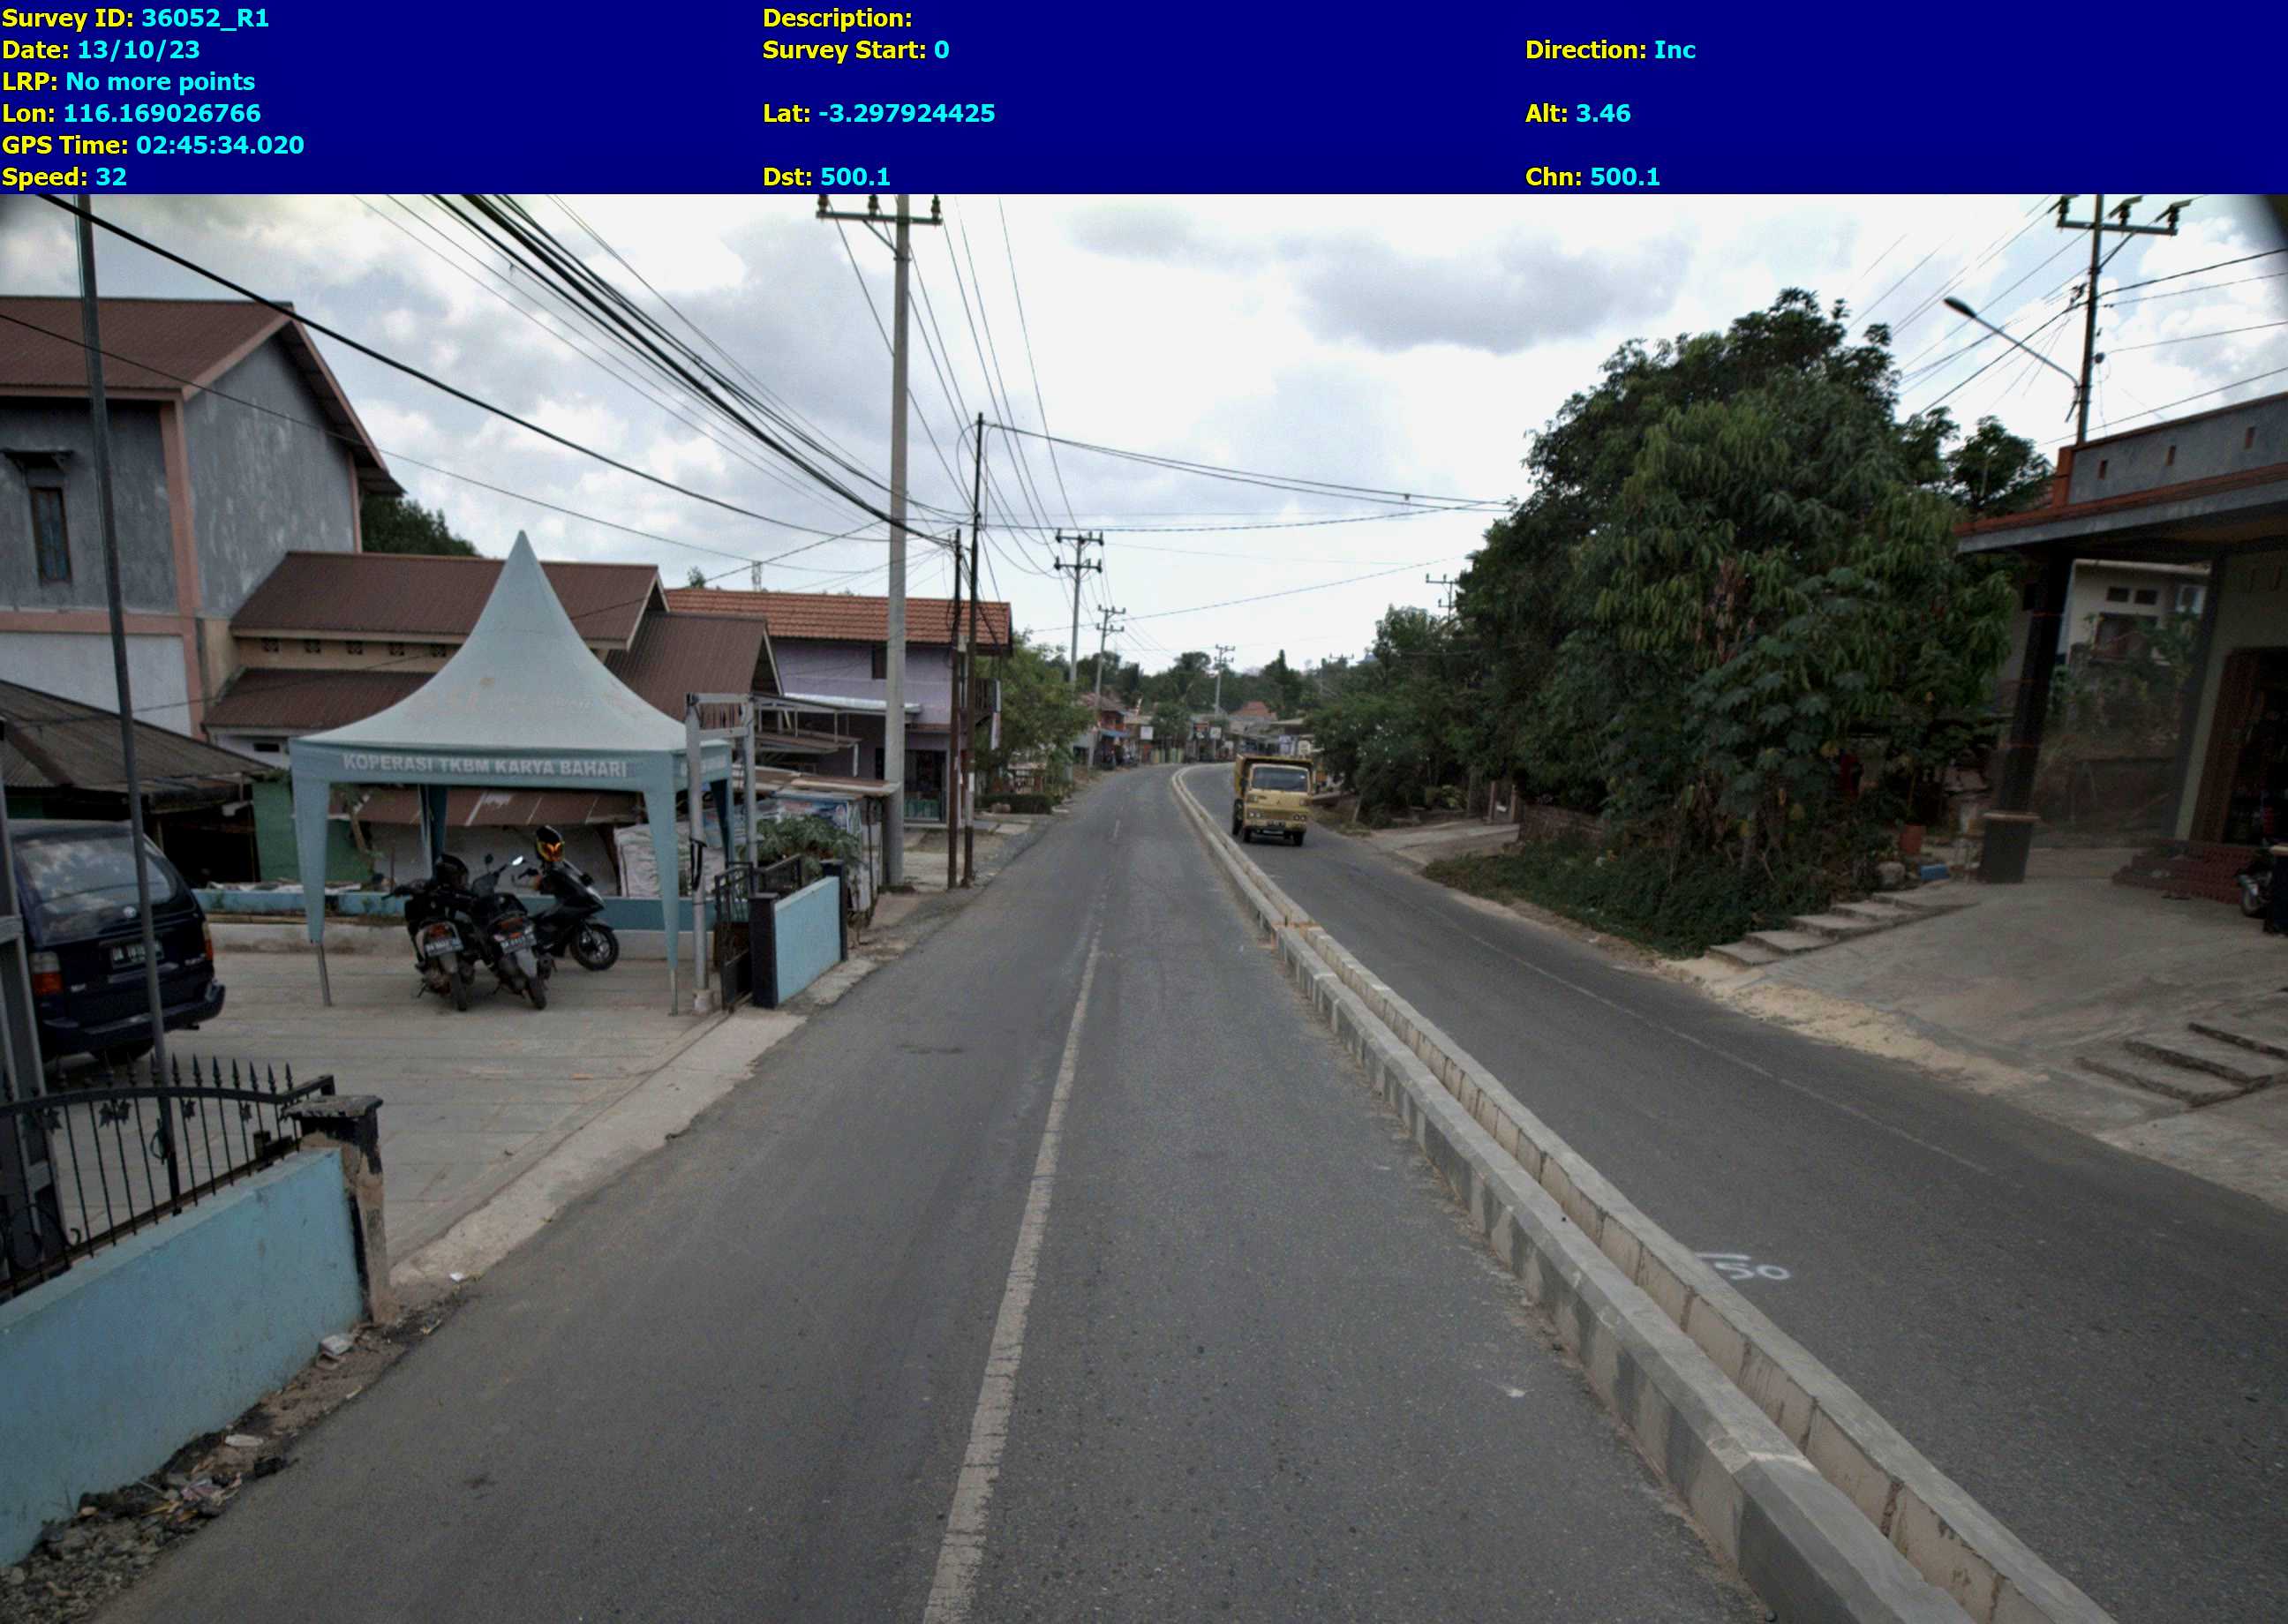 Survey ID: 36052_R1
Description:
Date: 13/10/23
Survey Start: 0
Direction: Inc
LRP: No more points
Lon: 116.169026766
Lat: -3.297924425
Alt: 3.46
GPS Time: 02:45:34.020
Speed: 32
Dst: 500.1
Chn: 500.1
KOPERASI TKBM KARYA BAHARI
50